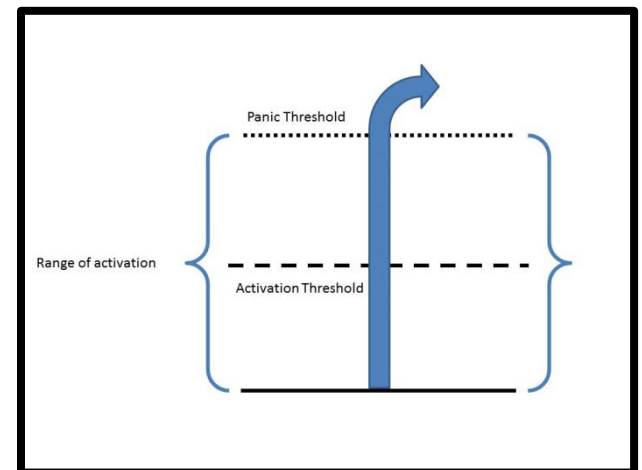 Panic Threshold
Range of activation
Activation Threshold